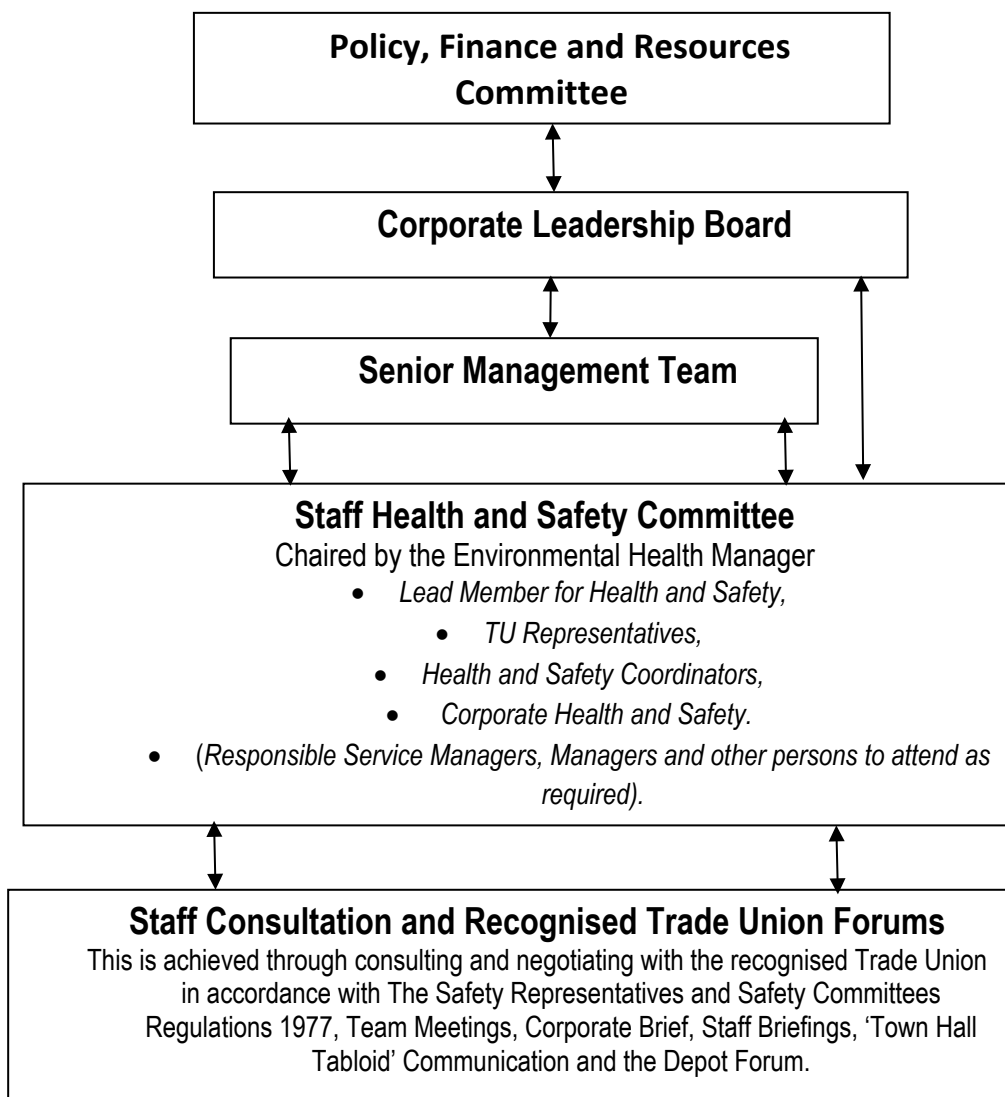 Policy, Finance and Resources
Committee
Corporate Leadership Board
Senior Management Team
Staff Health and Safety Committee
Chaired by the Environmental Health Manager
• Lead Member for Health and Safety,
• TU Representatives,
• Health and Safety Coordinators,
• Corporate Health and Safety.
• (Responsible Service Managers, Managers and other persons to attend as
required).
Staff Consultation and Recognised Trade Union Forums
This is achieved through consulting and negotiating with the recognised Trade Union
in accordance with The Safety Representatives and Safety Committees
Regulations 1977, Team Meetings, Corporate Brief, Staff Briefings, ‘Town Hall
Tabloid’ Communication and the Depot Forum.